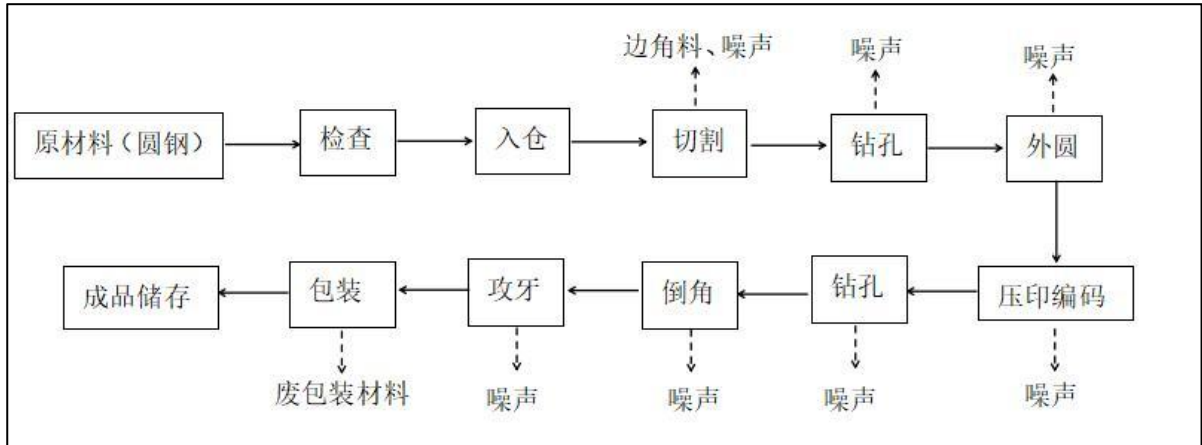 边角料、噪声
噪声
噪声
原材料（圆钢）
检查
入仓
切割
钻孔
外圆
成品储存
包装
攻牙
倒角
钻孔
压印编码
废包装材料
噪声
噪声
噪声
噪声